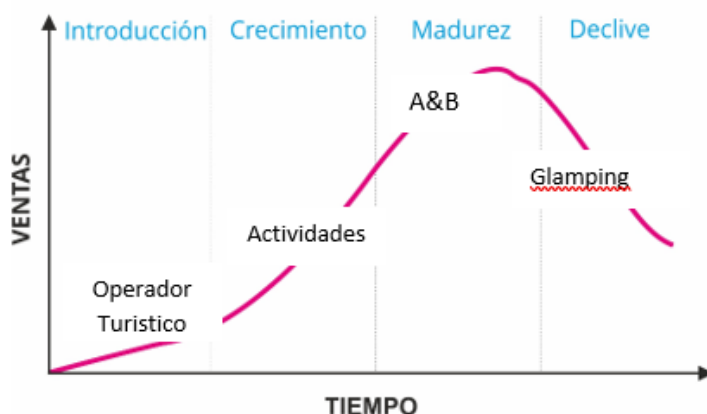 Introducción Crecimiento Madurez Declive
A&B
Glamping
Actividades
Operador
Turistico
VENTAS
TIEMPO